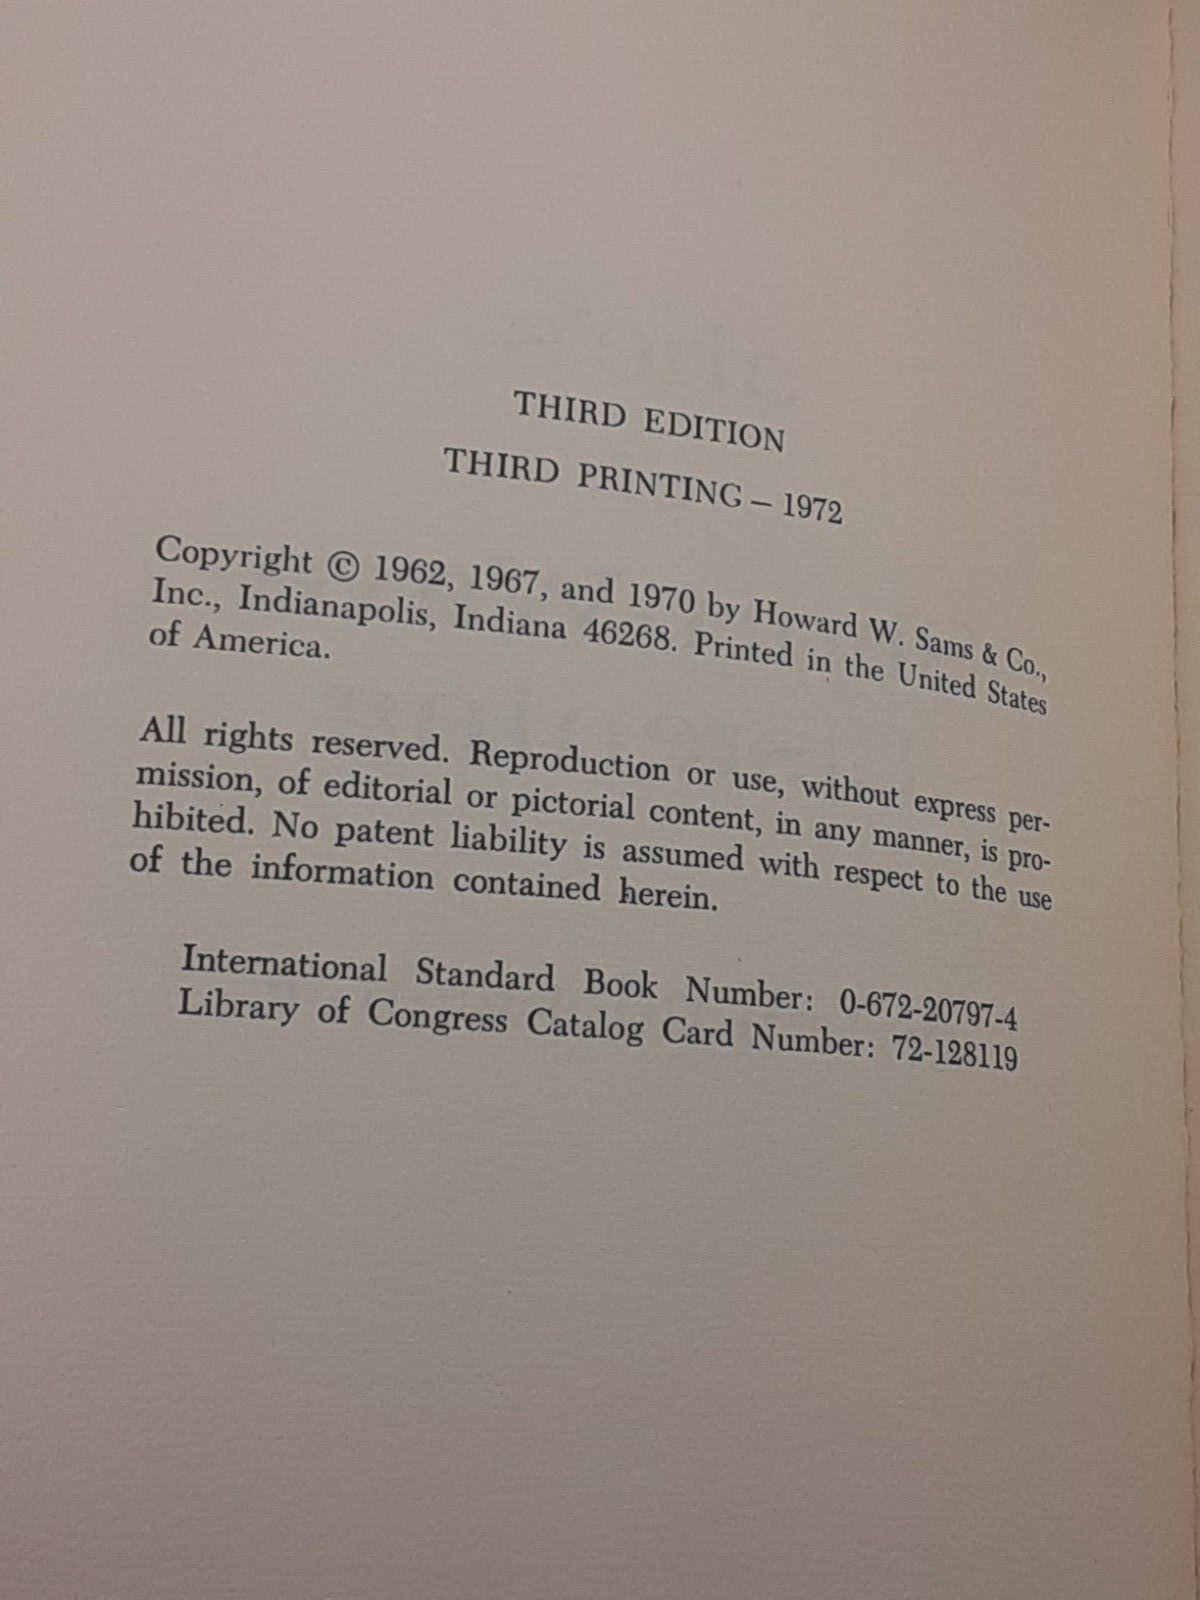 THIRD EDITION
THIRD PRINTING – 1972
Copyright © 1962, 1967, and 1970 by Howard W. Sams & Co.,
Inc., Indianapolis, Indiana 46268. Printed in the United States
of America.
All rights reserved. Reproduction or use, without express per-
mission, of editorial or pictorial content, in any manner, is pro-
hibited. No patent liability is assumed with respect to the use
of the information contained herein.
International Standard Book Number: 0-672-20797-4
Library of Congress Catalog Card Number: 72-128119